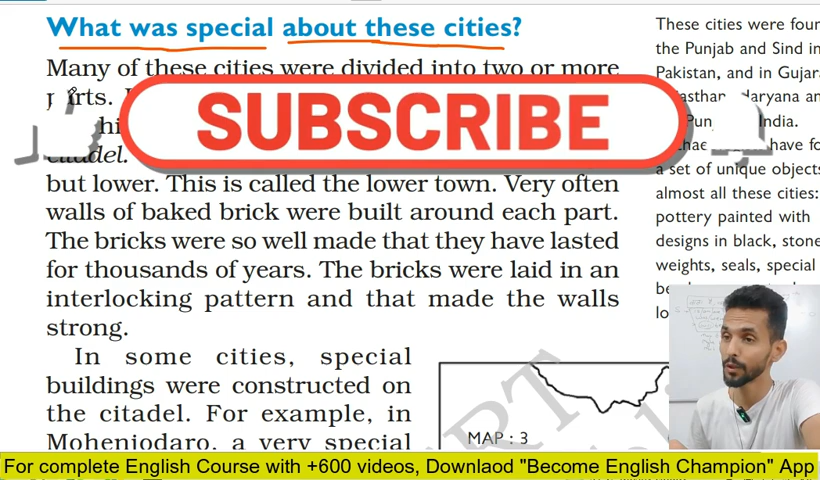 What was special about these cities?
Many of these cities were divided into two or more
SUBSCRIBE
but lower. This is called the lower town. Very often
walls of baked brick were built around each part.
The bricks were so well made that they have lasted
for thousands of years. The bricks were laid in an
interlocking pattern and that made the walls
strong.
In some cities, special
buildings were constructed on
the citadel. For example, in
Mohenjodaro, a very special
MAP : 3
These cities were
the Punjab and Sind in
Pakistan, and in
India.
have
a set of unique objects
almost all these cities:
pottery painted with
designs in black, stone
weights, seals, special
For complete English Course with +600 videos, Downlaod "Become English Champion" App